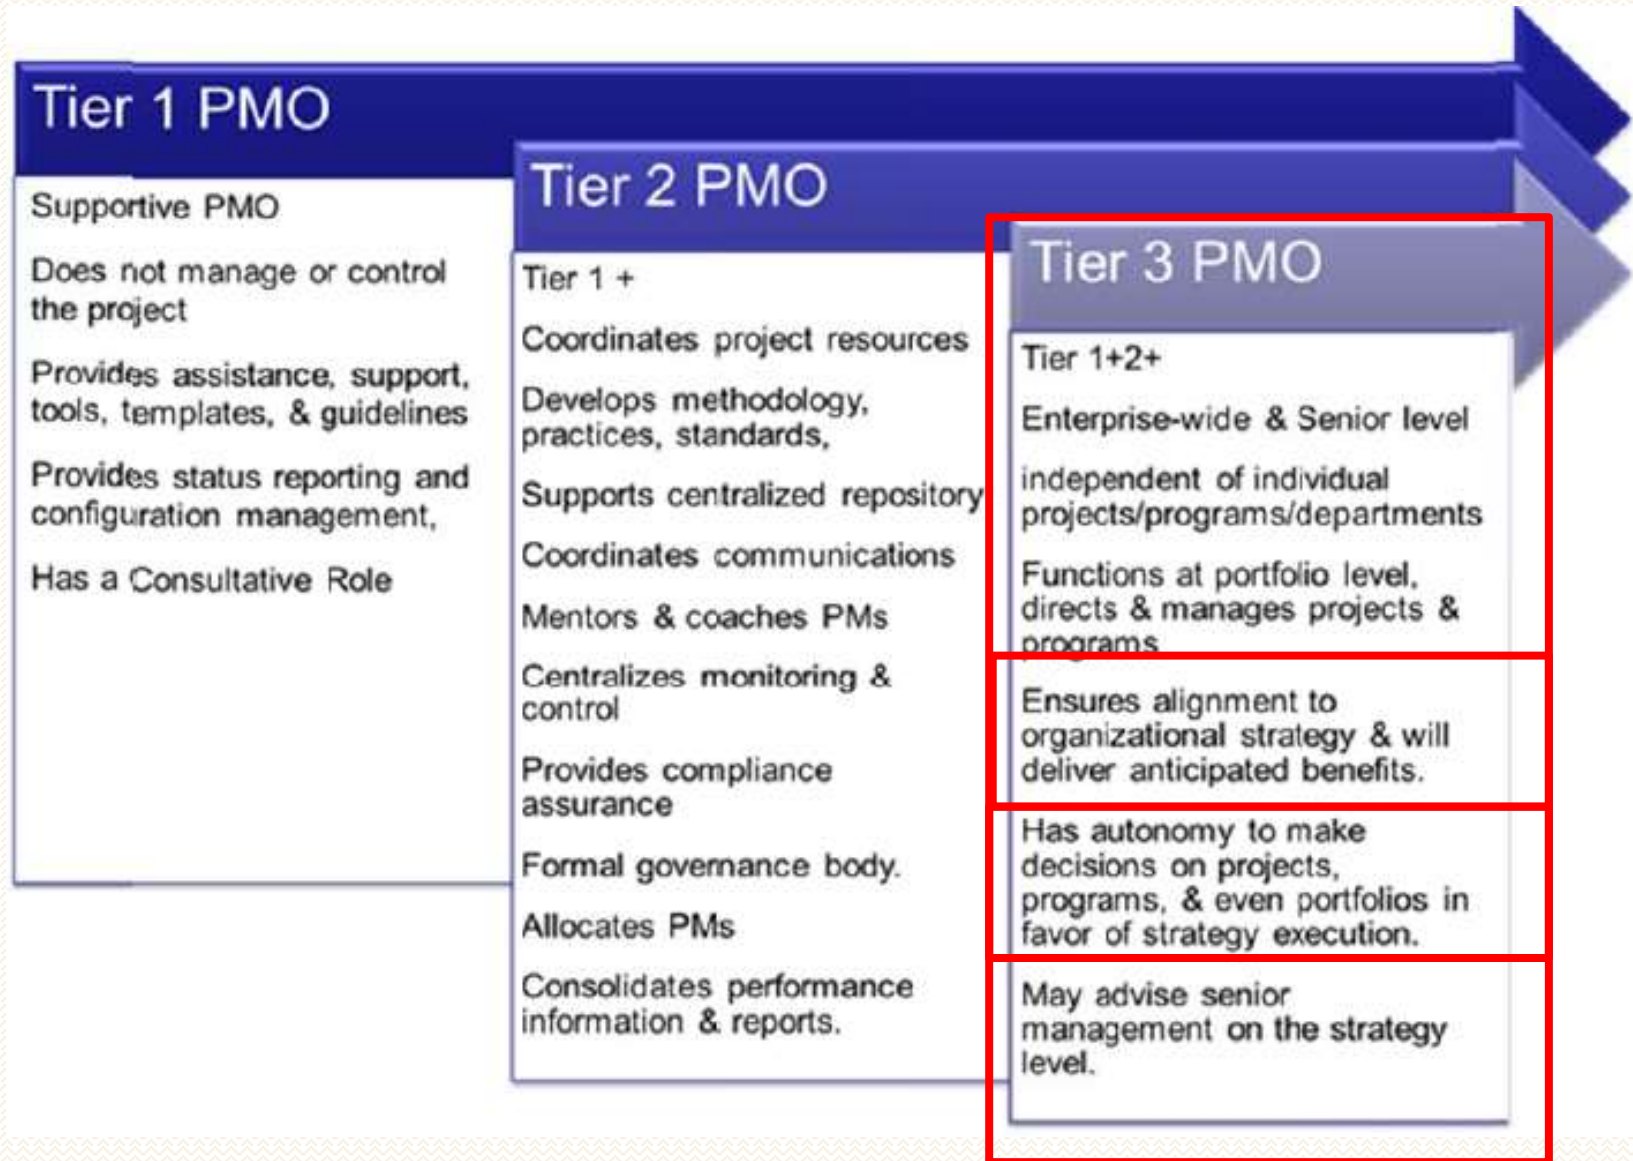 Tier 1 PMO
Supportive PMO
Does not manage or control
the project
Provides assistance, support,
tools, templates, & guidelines
Provides status reporting and
configuration management,
Has a Consultative Role
Tier 2 PMO
Tier 1 +
Coordinates project resources
Develops methodology,
practices, standards,
Supports centralized repository
Coordinates communications
Mentors & coaches PMs
Centralizes monitoring &
control
Provides compliance
assurance
Formal governance body.
Allocates PMs
Consolidates performance
information & reports.
Tier 3 PMO
Tier 1+2+
Enterprise-wide & Senior level
independent of individual
projects/programs/departments
Functions at portfolio level,
directs & manages projects &
programs
Ensures alignment to
organizational strategy & will
deliver anticipated benefits.
Has autonomy to make
decisions on projects,
programs, & even portfolios in
favor of strategy execution.
May advise senior
management on the strategy
level.